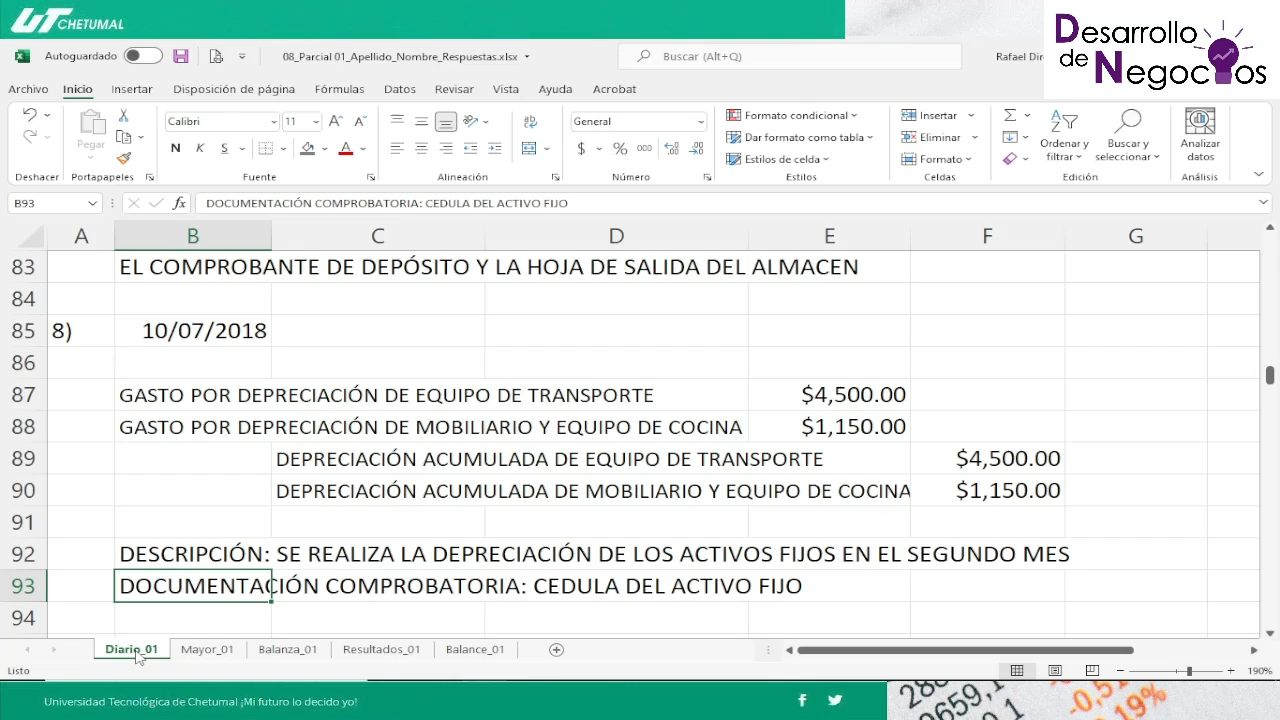 UT CHETUMAL
Desarrollo
de Negocios
Autoguardado
08_Parcial 01_Apellido_Nombre_Respuestas.xlsx
Buscar (Alt+Q)
Rafael Dir
Archivo Inicio Insertar Disposición de página Fórmulas Datos Revisar Vista Ayuda Acrobat
Pegar
Calibri 11
N K S
General
$ % 000
Formato condicional
Dar formato como tabla
Estilos de celda
Insertar
Eliminar
Formato
Ordenar y filtrar
Buscar y seleccionar
Analizar datos
Deshacer Portapapeles Fuente Alineación Número Estilos Celdas Edición Análisis
B93 fx DOCUMENTACIÓN COMPROBATORIA: CEDULA DEL ACTIVO FIJO
A B C D E F G
83 EL COMPROBANTE DE DEPÓSITO Y LA HOJA DE SALIDA DEL ALMACEN
84
85 8) 10/07/2018
86
87 GASTO POR DEPRECIACIÓN DE EQUIPO DE TRANSPORTE $4,500.00
88 GASTO POR DEPRECIACIÓN DE MOBILIARIO Y EQUIPO DE COCINA $1,150.00
89 DEPRECIACIÓN ACUMULADA DE EQUIPO DE TRANSPORTE $4,500.00
90 DEPRECIACIÓN ACUMULADA DE MOBILIARIO Y EQUIPO DE COCINA $1,150.00
91
92 DESCRIPCIÓN: SE REALIZA LA DEPRECIACIÓN DE LOS ACTIVOS FIJOS EN EL SEGUNDO MES
93 DOCUMENTACIÓN COMPROBATORIA: CEDULA DEL ACTIVO FIJO
94
Diario_01 Mayor_01 Balanza_01 Resultados_01 Balance_01
Listo
190%
Universidad Tecnológica de Chetumal ¡Mi futuro lo decido yo!